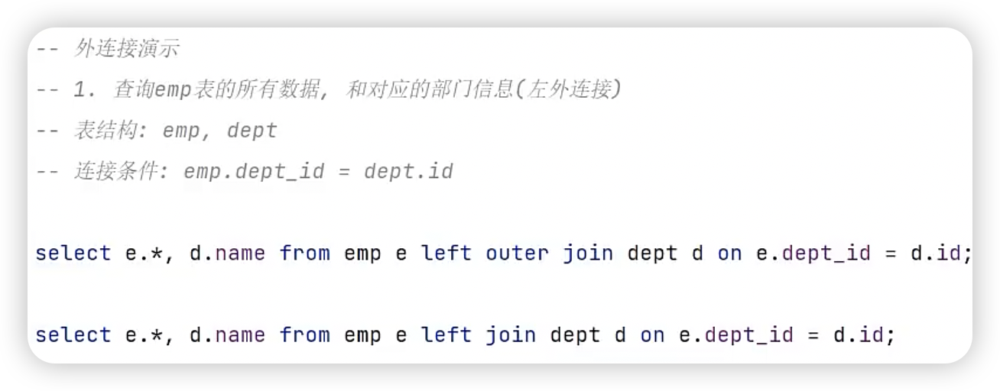 -- 外连接演示
-- 1. 查询emp表的所有数据, 和对应的部门信息(左外连接)
-- 表结构: emp, dept
-- 连接条件: emp.dept_id = dept.id
select e.*, d.name from emp e left outer join dept d on e.dept_id = d.id;
select e.*, d.name from emp e left join dept d on e.dept_id = d.id;